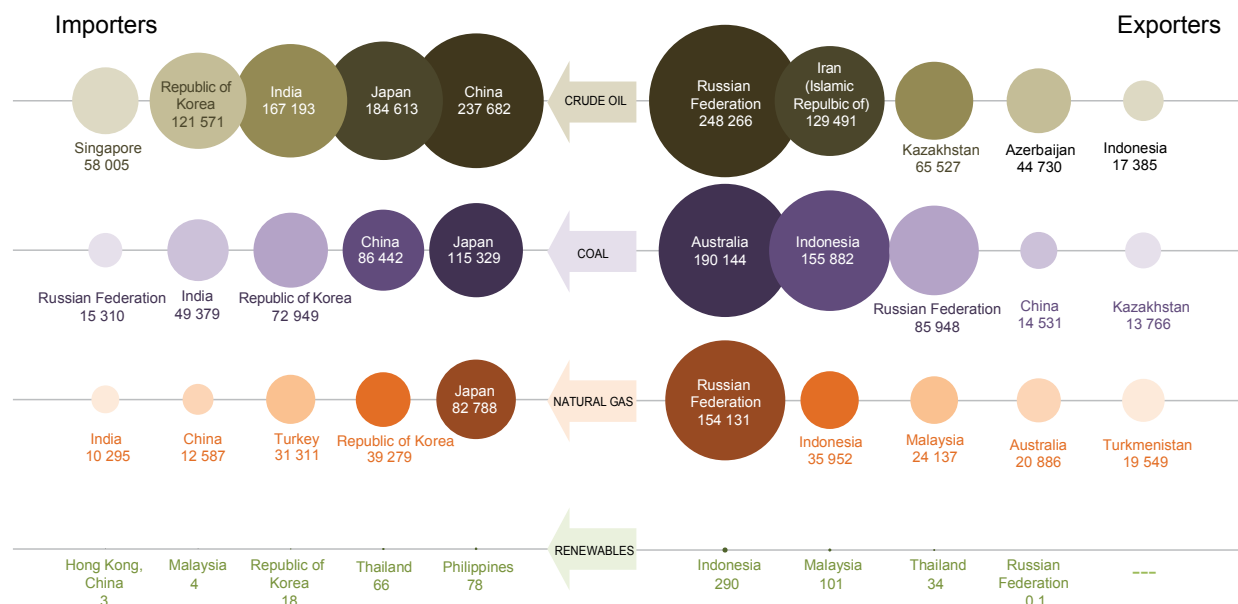 Importers
Exporters
Singapore
58 005
Republic of
Korea
121 571
India
167 193
Japan
184 613
China
237 682
CRUDE OIL
Russian
Federation
248 266
Iran
(Islamic
Repulbic of)
129 491
Kazakhstan
65 527
Azerbaijan
44 730
Indonesia
17 385
Russian Federation
15 310
India
49 379
Republic of Korea
72 949
China
86 442
Japan
115 329
COAL
Australia
190 144
Indonesia
155 882
Russian Federation
85 948
China
14 531
Kazakhstan
13 766
India
10 295
China
12 587
Turkey
31 311
Republic of Korea
39 279
Japan
82 788
NATURAL GAS
Russian
Federation
154 131
Indonesia
35 952
Malaysia
24 137
Australia
20 886
Turkmenistan
19 549
Hong Kong,
China
3
Malaysia
4
Republic of
Korea
18
Thailand
66
Philippines
78
RENEWABLES
Indonesia
290
Malaysia
101
Thailand
34
Russian
Federation
0.1
---